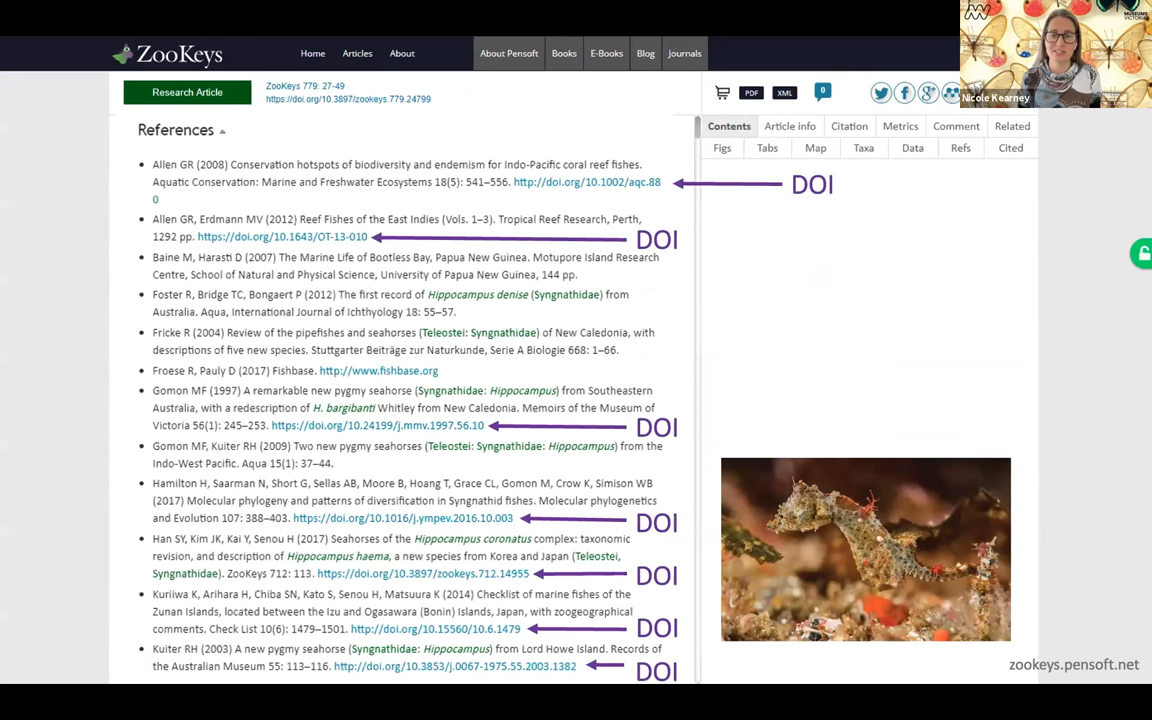 ZooKeys
Home
Articles
About
About Pensoft
Books
E-Books
Blog
Journals
Nicole Kearney
MUSEUMS
Research Article
ZooKeys 779: 27-49
https://doi.org/10.3897/zookeys.779.24799
PDF
XML
0
Contents
Article info
Citation
Metrics
Comment
Related
Figs
Tabs
Map
Taxa
Data
Refs
Cited
References
Allen GR (2008) Conservation hotspots of biodiversity and endemism for Indo-Pacific coral reef fishes.
Aquatic Conservation: Marine and Freshwater Ecosystems 18(5): 541–556. http://doi.org/10.1002/aqc.88
0
DOI
Allen GR, Erdmann MV (2012) Reef Fishes of the East Indies (Vols. 1–3). Tropical Reef Research, Perth,
1292 pp. https://doi.org/10.1643/OT-13-010
DOI
Baine M, Harasti D (2007) The Marine Life of Bootless Bay, Papua New Guinea. Motupore Island Research
Centre, School of Natural and Physical Science, University of Papua New Guinea, 144 pp.
Foster R, Bridge TC, Bongaert P (2012) The first record of Hippocampus denise (Syngnathidae) from
Australia. Aqua, International Journal of Ichthyology 18: 55–57.
Fricke R (2004) Review of the pipefishes and seahorses (Teleostei: Syngnathidae) of New Caledonia, with
descriptions of five new species. Stuttgarter Beiträge zur Naturkunde, Serie A Biologie 668: 1–66.
Froese R, Pauly D (2017) Fishbase. http://www.fishbase.org
Gomon MF (1997) A remarkable new pygmy seahorse (Syngnathidae: Hippocampus) from Southeastern
Australia, with a redescription of H. bargibanti Whitley from New Caledonia. Memoirs of the Museum of
Victoria 56(1): 245–253. https://doi.org/10.24199/j.mmv.1997.56.10
DOI
Gomon MF, Kuiter RH (2009) Two new pygmy seahorses (Teleostei: Syngnathidae: Hippocampus) from the
Indo-West Pacific. Aqua 15(1): 37–44.
Hamilton H, Saarman N, Short G, Sellas AB, Moore B, Hoang T, Grace CL, Gomon M, Crow K, Simison WB
(2017) Molecular phylogeny and patterns of diversification in Syngnathid fishes. Molecular phylogenetics
and Evolution 107: 388–403. https://doi.org/10.1016/j.ympev.2016.10.003
DOI
Han SY, Kim JK, Kai Y, Senou H (2017) Seahorses of the Hippocampus coronatus complex: taxonomic
revision, and description of Hippocampus haema, a new species from Korea and Japan (Teleostei,
Syngnathidae). ZooKeys 712: 113. https://doi.org/10.3897/zookeys.712.14955
DOI
Kuriiwa K, Arihara H, Chiba SN, Kato S, Senou H, Matsuura K (2014) Checklist of marine fishes of the
Zunan Islands, located between the Izu and Ogasawara (Bonin) Islands, Japan, with zoogeographical
comments. Check List 10(6): 1479–1501. http://doi.org/10.15560/10.6.1479
DOI
Kuiter RH (2003) A new pygmy seahorse (Syngnathidae: Hippocampus) from Lord Howe Island. Records of
the Australian Museum 55: 113–116. http://doi.org/10.3853/j.0067-1975.55.2003.1382
DOI
zookeys.pensoft.net